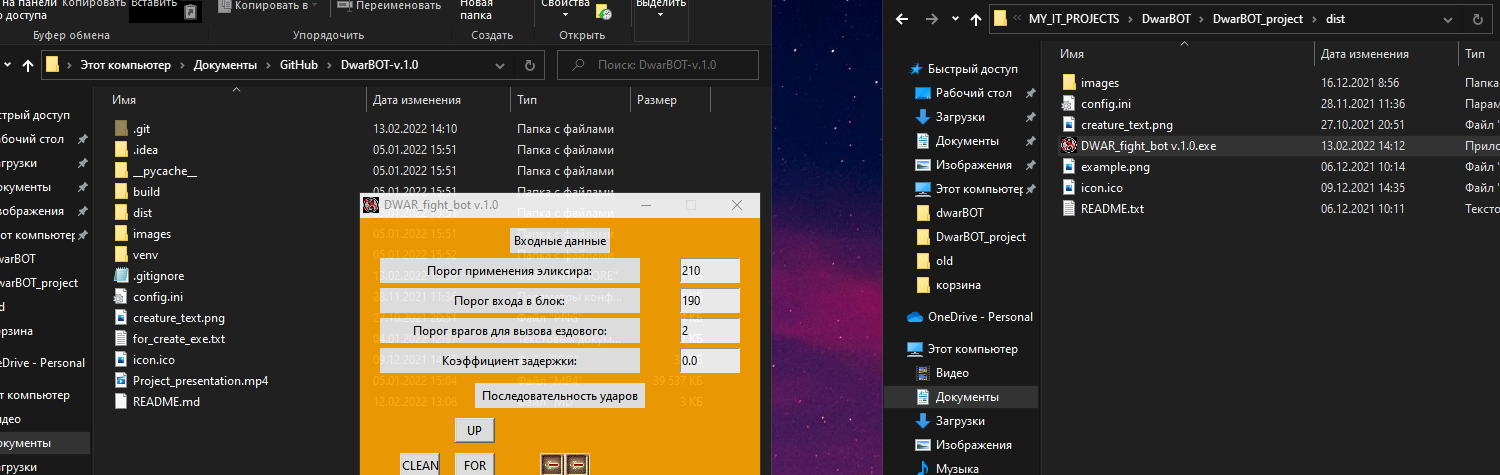 на панели
о доступа
Копировать
Вставить
Копировать в
Переименовать
Новая
папка
Свойства
Выделить
Буфер обмена
Упорядочить
Создать
Открыть
Этот компьютер
Документы
GitHub
DwarBOT-v.1.0
Поиск: DwarBOT-v.1.0
Имя
Дата изменения
Тип
Размер
стрый доступ
абочий стол
агрузки
окументы
зображения
от компьютер
warBOT
warBOT_project
d
орзина
neDrive - Personal
от компьютер
идео
окументы
агрузки
.git 13.02.2022 14:10 Папка с файлами
.idea 05.01.2022 15:51 Папка с файлами
__pycache__ 05.01.2022 15:51 Папка с файлами
build 05.01.2022 15:51 Папка с файлами
dist
images
venv
.gitignore
config.ini
creature_text.png
for_create_exe.txt
icon.ico
Project_presentation.mp4 05.01.2022 15:04 Файл "MP4" 39 537 КБ
README.md 12.02.2022 13:08 3 КБ
DWAR_fight_bot v.1.0
Входные данные
Порог применения эликсира: 210
Порог входа в блок: 190
Порог врагов для вызова ездового: 2
Коэффициент задержки: 0.0
Последовательность ударов
UP
CLEAN
FOR
MY_IT_PROJECTS
DwarBOT
DwarBOT_project
dist
Имя
Дата изменения
Тип
Быстрый доступ
Рабочий стол
Загрузки
Документы
Изображения
Этот компьютер
dwarBOT
DwarBOT_project
old
корзина
OneDrive - Personal
Этот компьютер
Видео
Документы
Загрузки
Изображения
Музыка
images 16.12.2021 8:56 Папка
config.ini 28.11.2021 11:36 Парам
creature_text.png 27.10.2021 20:51 Файл "
DWAR_fight_bot v.1.0.exe 13.02.2022 14:12 Прило
example.png 06.12.2021 10:14 Файл "
icon.ico 09.12.2021 14:35 Файл "
README.txt 06.12.2021 10:11 Тексто